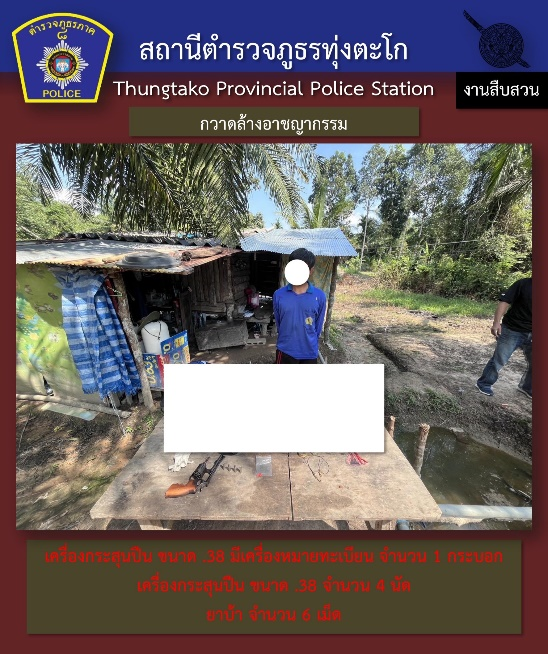 ตำรวจภูธรภาค
๘
POLICE
สถานีตำรวจภูธรทุ่งตะโก
Thungtako Provincial Police Station
งานสืบสวน
กวาดล้างอาชญากรรม
เครื่องกระสุนปืน ขนาด .38 มีเครื่องหมายทะเบียน จำนวน 1 กระบอก
เครื่องกระสุนปืน ขนาด .38 จำนวน 4 นัด
ยาบ้า จำนวน 6 เม็ด